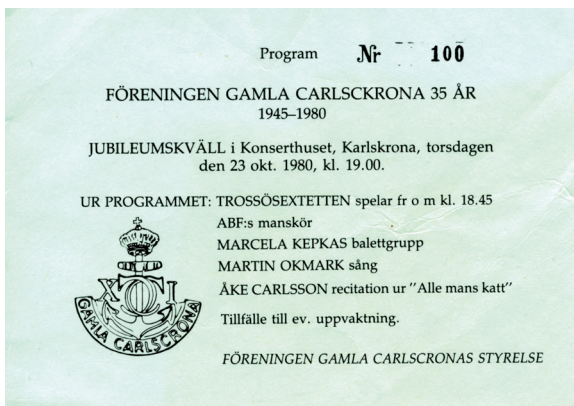 Program Nr 100
FÖRENINGEN GAMLA CARLSCKRONA 35 ÅR
1945–1980
JUBILEUMSKVÄLL i Konserthuset, Karlskrona, torsdagen
den 23 okt. 1980, kl. 19.00.
UR PROGRAMMET: TROSSÖSEXTETTEN spelar fr o m kl. 18.45
ABF:s manskör
MARCELA KEPKAS balettgrupp
MARTIN OKMARK sång
ÅKE CARLSSON recitation ur "Alle mans katt"
Tillfälle till ev. uppvaktning.
FÖRENINGEN GAMLA CARLSCRONAS STYRELSE
GAMLA CARLSCRONA